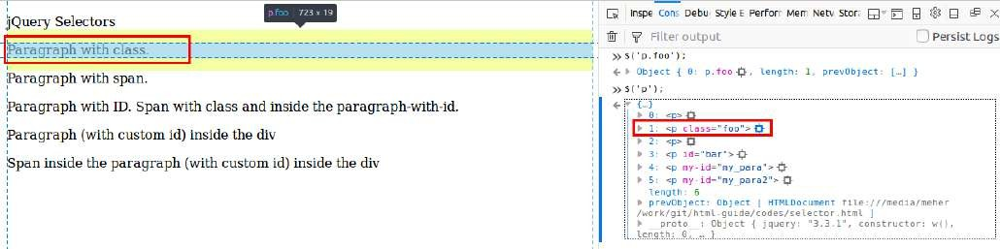 p.foo | 723 × 19
jQuery Selectors
Paragraph with class.
Paragraph with span.
Paragraph with ID. Span with class and inside the paragraph-with-id.
Paragraph (with custom id) inside the div
Span inside the paragraph (with custom id) inside the div
Inspe Cons Debu Style E Perforr Mem Netw Stora
Filter output Persist Logs
$('p.foo');
Object { 0: p.foo , length: 1, prevObject: […] }
$('p');
{…}
0: <p>
1: <p class="foo">
2: <p>
3: <p id="bar">
4: <p my-id="my_para">
5: <p my-id="my_para2">
length: 6
prevObject: Object [ HTMLDocument file:///media/meher
/work/git/html-guide/codes/selector.html ]
__proto__: Object { jquery: "3.3.1", constructor: w(),
length: 0, … }